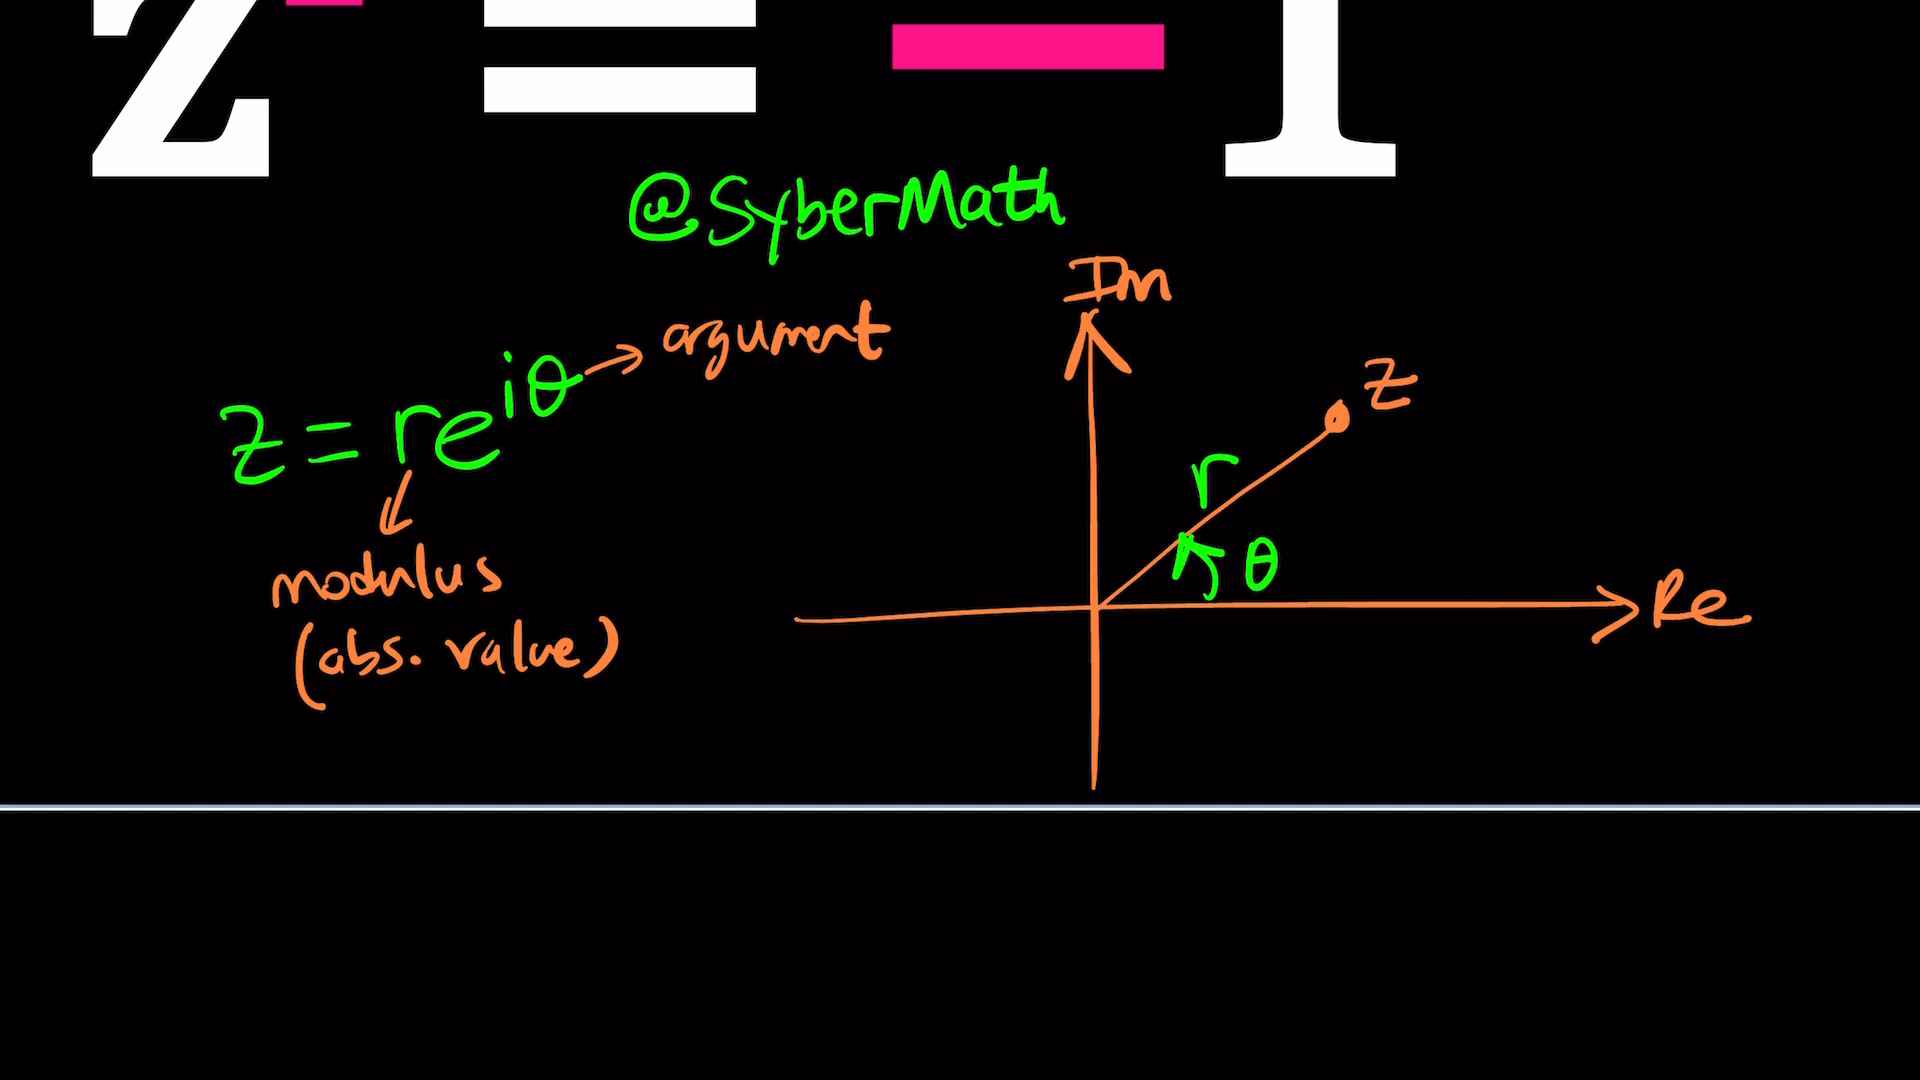 z = − 1
@SyberMath
Im
argument
z = re^{iθ}
z
r
θ
modulus
Re
(abs. value)